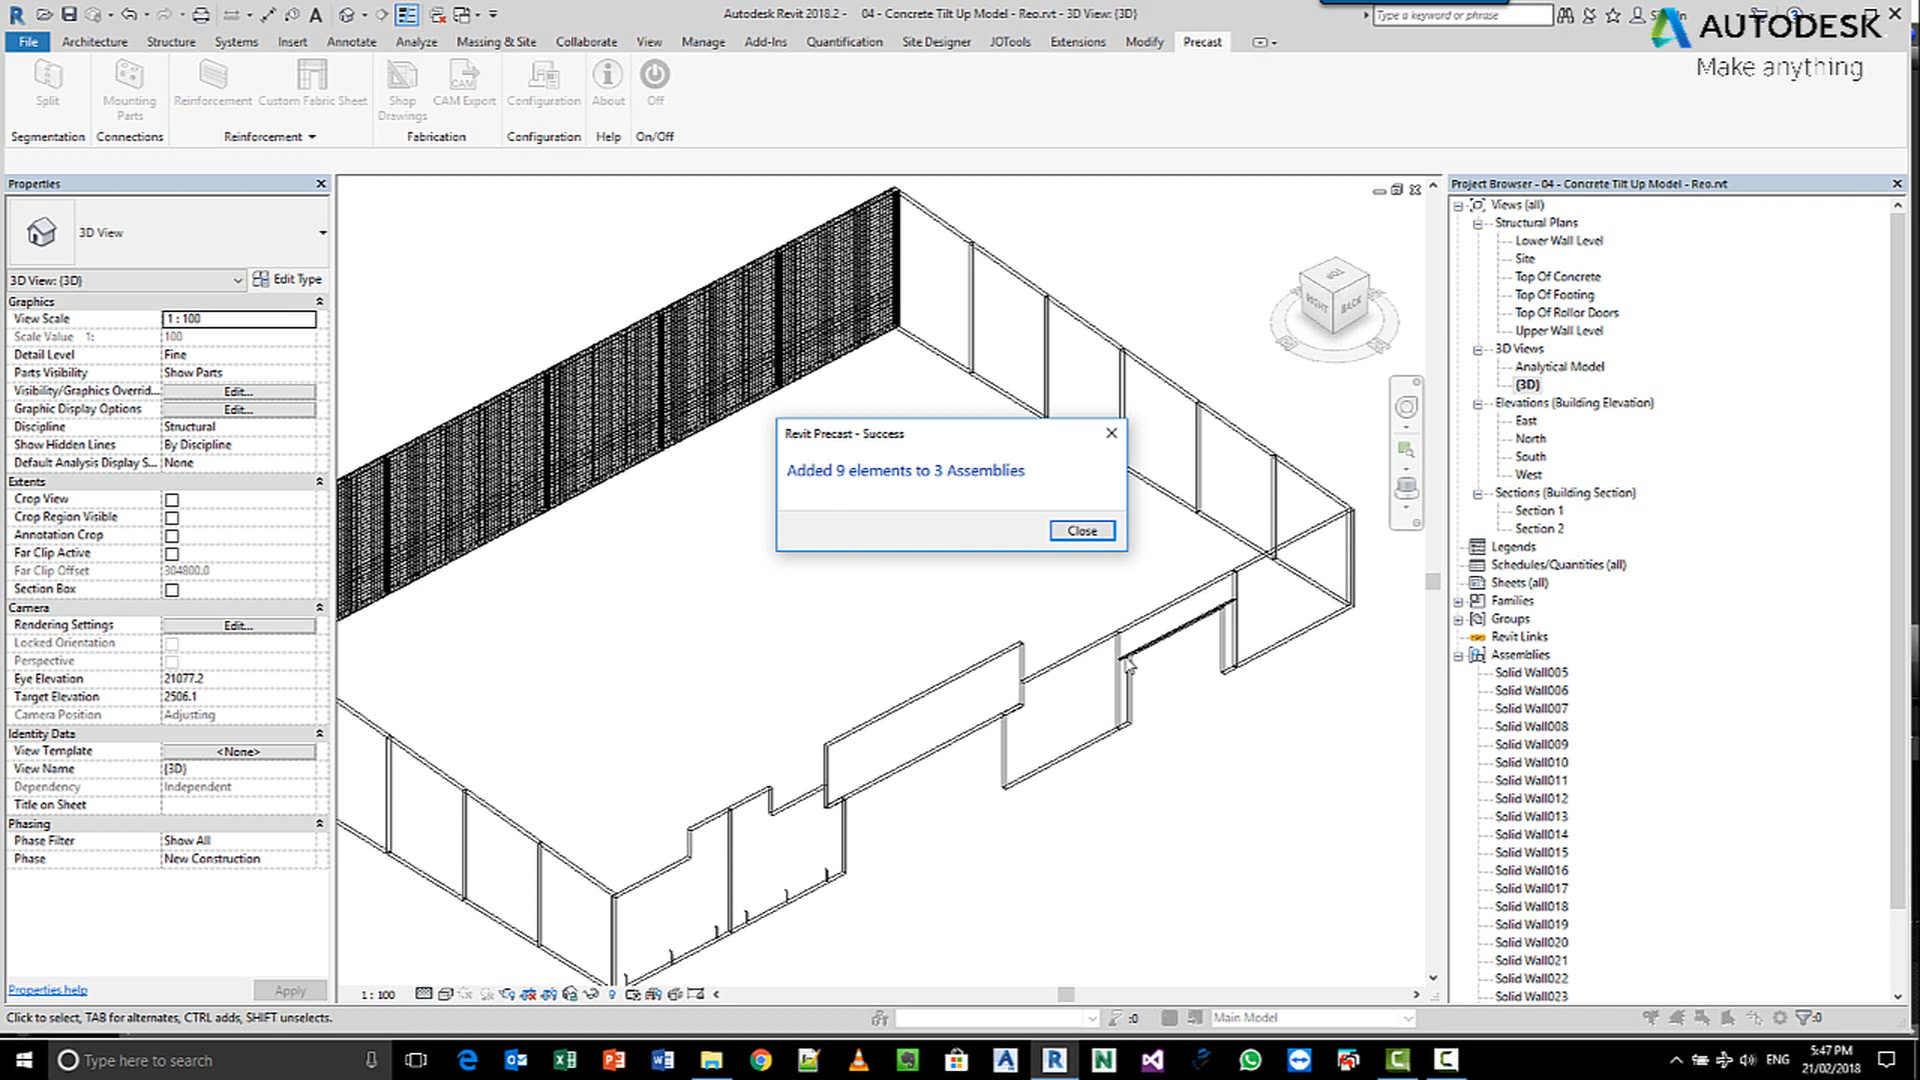 Autodesk Revit 2018.2 - 04 - Concrete Tilt Up Model - Reo.rvt - 3D View: {3D}
Type a keyword or phrase
AUTODESK
Make anything
File Architecture Structure Systems Insert Annotate Analyze Massing & Site Collaborate View Manage Add-Ins Quantification Site Designer JOTools Extensions Modify Precast
Split Mounting Parts Reinforcement Custom Fabric Sheet Shop Drawings CAM Export Configuration About Off
Segmentation Connections Reinforcement Fabrication Configuration Help On/Off
Properties
3D View
3D View: {3D} Edit Type
Graphics
View Scale 1 : 100
Scale Value 1: 100
Detail Level Fine
Parts Visibility Show Parts
Visibility/Graphics Overrid... Edit...
Graphic Display Options Edit...
Discipline Structural
Show Hidden Lines By Discipline
Default Analysis Display S... None
Extents
Crop View
Crop Region Visible
Annotation Crop
Far Clip Active
Far Clip Offset 304800.0
Section Box
Camera
Rendering Settings Edit...
Locked Orientation
Perspective
Eye Elevation 21077.2
Target Elevation 2506.1
Camera Position Adjusting
Identity Data
View Template <None>
View Name {3D}
Dependency Independent
Title on Sheet
Phasing
Phase Filter Show All
Phase New Construction
Properties help Apply
TOP
RIGHT BACK
Revit Precast - Success
Added 9 elements to 3 Assemblies
Close
1 : 100
Project Browser - 04 - Concrete Tilt Up Model - Reo.rvt
Views (all)
Structural Plans
Lower Wall Level
Site
Top Of Concrete
Top Of Footing
Top Of Rollor Doors
Upper Wall Level
3D Views
Analytical Model
{3D}
Elevations (Building Elevation)
East
North
South
West
Sections (Building Section)
Section 1
Section 2
Legends
Schedules/Quantities (all)
Sheets (all)
Families
Groups
Revit Links
Assemblies
Solid Wall005
Solid Wall006
Solid Wall007
Solid Wall008
Solid Wall009
Solid Wall010
Solid Wall011
Solid Wall012
Solid Wall013
Solid Wall014
Solid Wall015
Solid Wall016
Solid Wall017
Solid Wall018
Solid Wall019
Solid Wall020
Solid Wall021
Solid Wall022
Solid Wall023
Click to select, TAB for alternates, CTRL adds, SHIFT unselects.
:0 Main Model :0
Type here to search
ENG
5:47 PM
21/02/2018